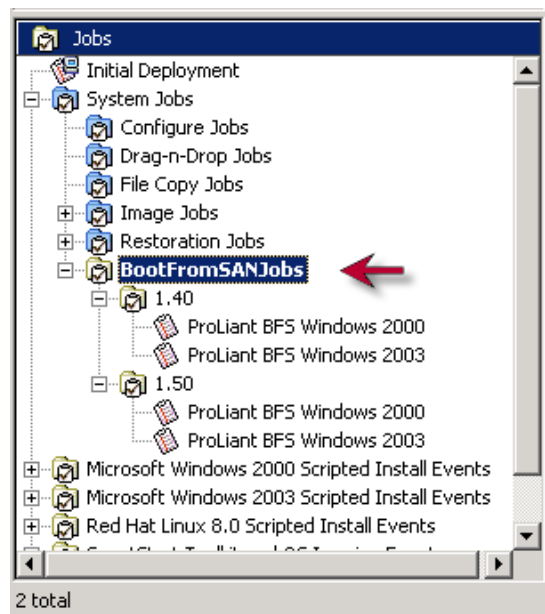 Jobs
Initial Deployment
System Jobs
Configure Jobs
Drag-n-Drop Jobs
File Copy Jobs
Image Jobs
Restoration Jobs
BootFromSANJobs
1.40
ProLiant BFS Windows 2000
ProLiant BFS Windows 2003
1.50
ProLiant BFS Windows 2000
ProLiant BFS Windows 2003
Microsoft Windows 2000 Scripted Install Events
Microsoft Windows 2003 Scripted Install Events
Red Hat Linux 8.0 Scripted Install Events
2 total